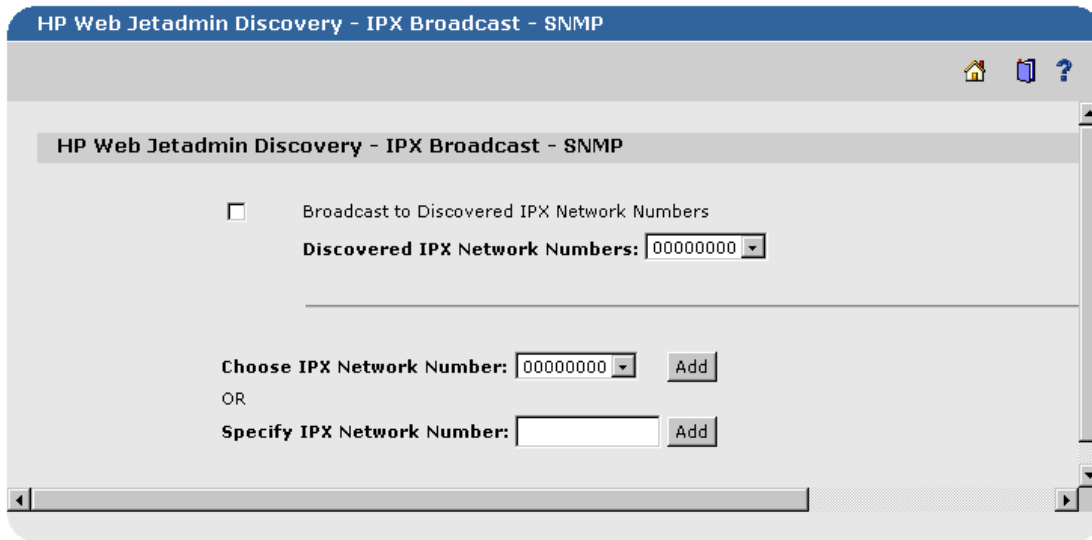 HP Web Jetadmin Discovery - IPX Broadcast - SNMP
?
HP Web Jetadmin Discovery - IPX Broadcast - SNMP
Broadcast to Discovered IPX Network Numbers
Discovered IPX Network Numbers: 00000000
Choose IPX Network Number: 00000000 Add
OR
Specify IPX Network Number: Add